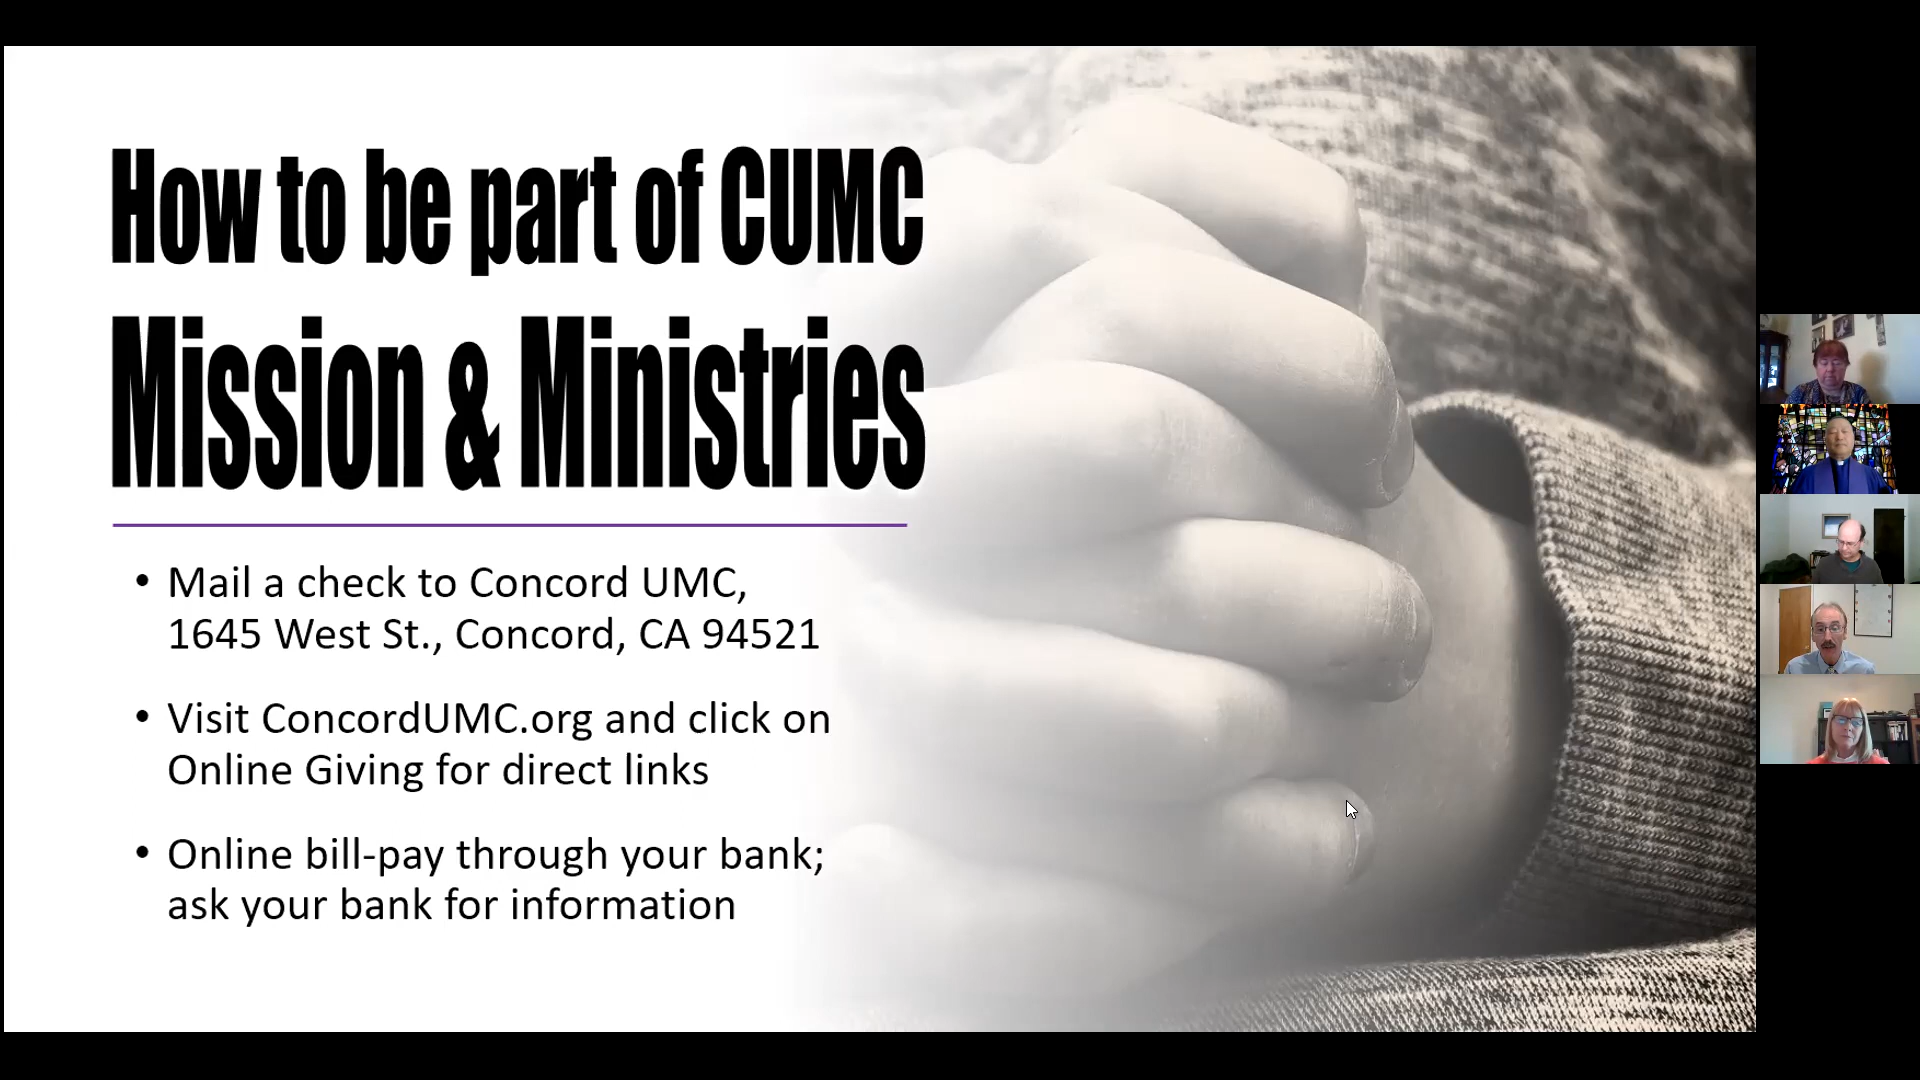 How to be part of CUMC
Mission & Ministries
• Mail a check to Concord UMC,
1645 West St., Concord, CA 94521
• Visit ConcordUMC.org and click on
Online Giving for direct links
• Online bill-pay through your bank;
ask your bank for information